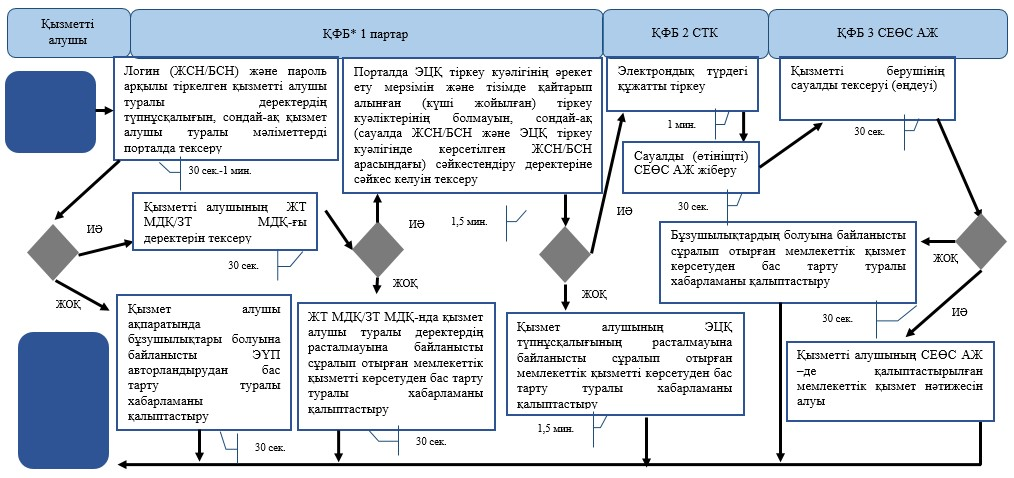 Қызметті
алушы
ҚФБ* 1 партар
ҚФБ 2 СТК
ҚФБ 3 СЕӨС АЖ
Логин (ЖСН/БСН) және пароль
арқылы тіркелген қызметті алушы
туралы деректердің
түпнұсқалығын, сондай-ақ қызмет
алушы туралы мәліметтерді
порталда тексеру
30 сек.-1 мин.
Порталда ЭЦҚ тіркеу куәлігінің әрекет
ету мерзімін және тізімде қайтарып
алынған (күші жойылған) тіркеу
куәліктерінің болмауын, сондай-ақ
(сауалда ЖСН/БСН және ЭЦҚ тіркеу
куәлігінде көрсетілген ЖСН/БСН
арасындағы) сәйкестендіру деректеріне
сәйкес келуін тексеру
1,5 мин.
Электрондық түрдегі
құжатты тіркеу
1 мин.
Қызметті берушінің
сауалды тексеруі (өңдеуі)
30 сек.
Сауалды (өтінішті)
СЕӨС АЖ жіберу
30 сек.
Қызметті алушының ЖТ
МДҚ/ЗТ МДҚ-ғы
деректерін тексеру
30 сек.
ИӘ
ИӘ
ИӘ
Бұзушылықтардың болуына байланысты
сұралып отырған мемлекеттік қызмет
көрсетуден бас тарту туралы
хабарламаны қалыптастыру
30 сек.
ЖОҚ
ИӘ
ЖОҚ
ЖОҚ
ЖОҚ
Қызмет алушы
ақпаратында
бұзушылықтары болуына
байланысты ЭҮП
авторландырудан бас
тарту туралы
хабарламаны
қалыптастыру
30 сек.
ЖТ МДҚ/ЗТ МДҚ-нда қызмет
алушы туралы деректердің
расталмауына байланысты
сұралып отырған мемлекеттік
қызметті көрсетуден бас тарту
туралы хабарламаны
қалыптастыру
30 сек.
Қызмет алушының ЭЦҚ
түпнұсқалығының расталмауына
байланысты сұралып отырған
мемлекеттік қызметті көрсетуден бас
тарту туралы хабарламаны
қалыптастыру
1,5 мин.
Қызметті алушының СЕӨС АЖ
–де қалыптастырылған
мемлекеттік қызмет нәтижесін
алуы